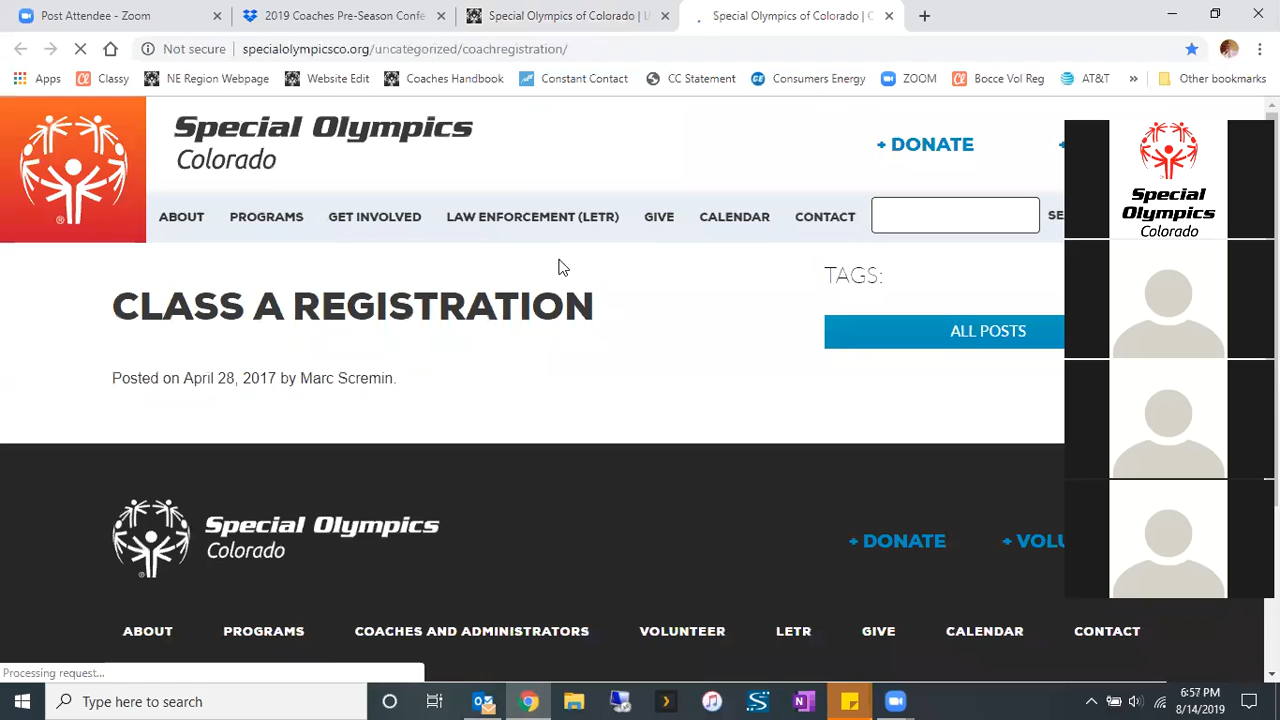 Post Attendee - Zoom
2019 Coaches Pre-Season Confe
Special Olympics of Colorado | U
Special Olympics of Colorado | C
Not secure
specialolympicsco.org/uncategorized/coachregistration/
Apps
Classy
NE Region Webpage
Website Edit
Coaches Handbook
Constant Contact
CC Statement
Consumers Energy
ZOOM
Bocce Vol Reg
AT&T
»
Other bookmarks
Special Olympics
Colorado
+ DONATE
+
ABOUT
PROGRAMS
GET INVOLVED
LAW ENFORCEMENT (LETR)
GIVE
CALENDAR
CONTACT
SE
Special
Olympics
Colorado
TAGS:
CLASS A REGISTRATION
ALL POSTS
Posted on April 28, 2017 by Marc Scremin.
Special Olympics
Colorado
+ DONATE
+ VOLU
ABOUT
PROGRAMS
COACHES AND ADMINISTRATORS
VOLUNTEER
LETR
GIVE
CALENDAR
CONTACT
Processing request...
Type here to search
6:57 PM
8/14/2019